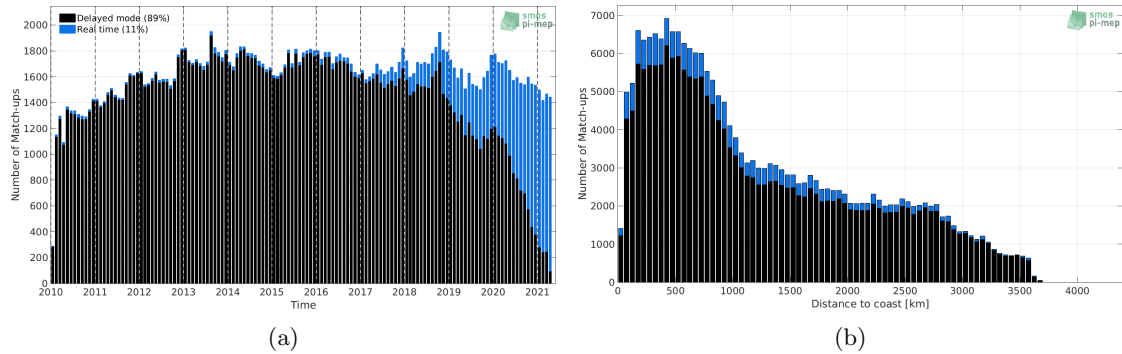 Delayed mode (89%)
Real time (11%)
smos
pi-mep
Number of Match-ups
2000
1800
1600
1400
1200
1000
800
600
400
200
0
2010 2011 2012 2013 2014 2015 2016 2017 2018 2019 2020 2021
Time
(a)
smos
pi-mep
Number of Match-ups
7000
6000
5000
4000
3000
2000
1000
0
0 500 1000 1500 2000 2500 3000 3500 4000
Distance to coast [km]
(b)